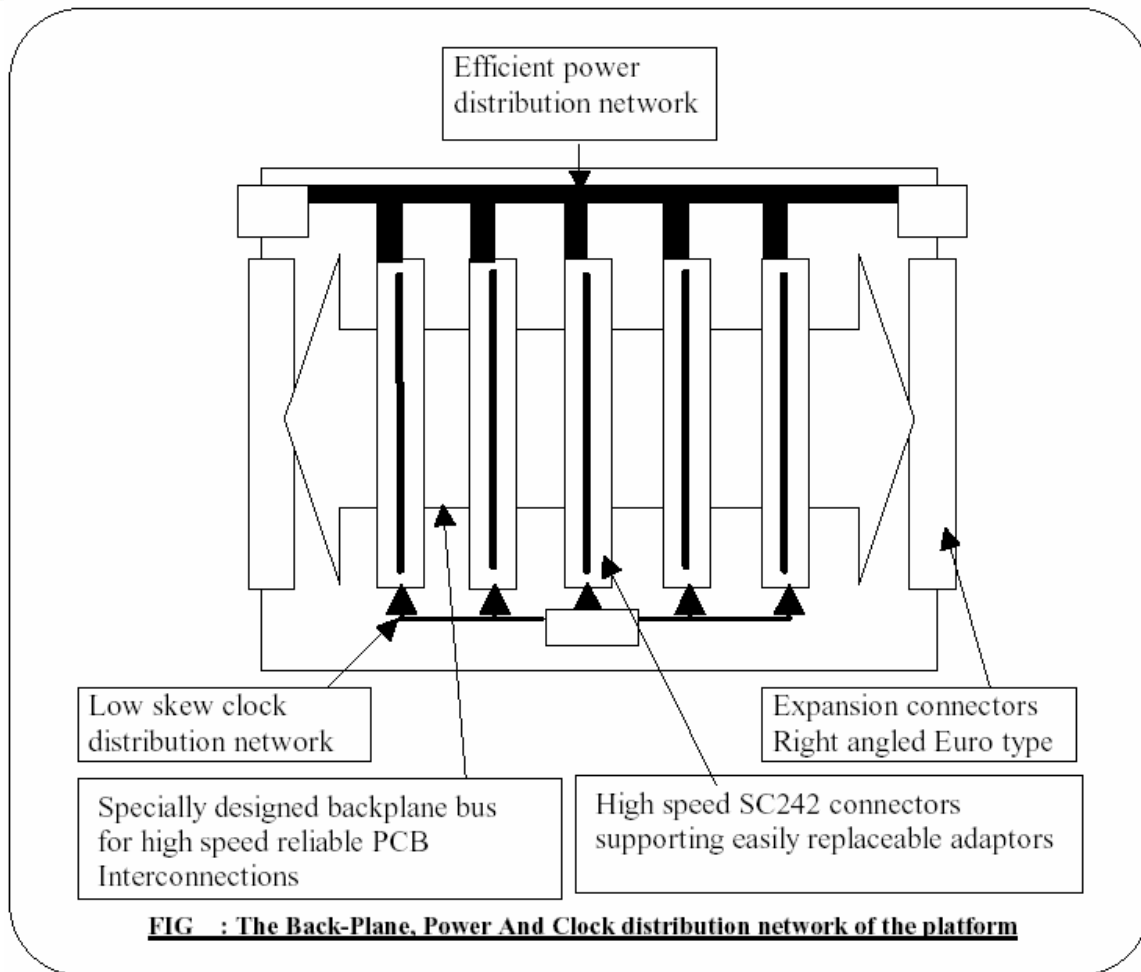 Efficient power
distribution network
Low skew clock
distribution network
Expansion connectors
Right angled Euro type
Specially designed backplane bus
for high speed reliable PCB
Interconnections
High speed SC242 connectors
supporting easily replaceable adaptors
FIG : The Back-Plane, Power And Clock distribution network of the platform